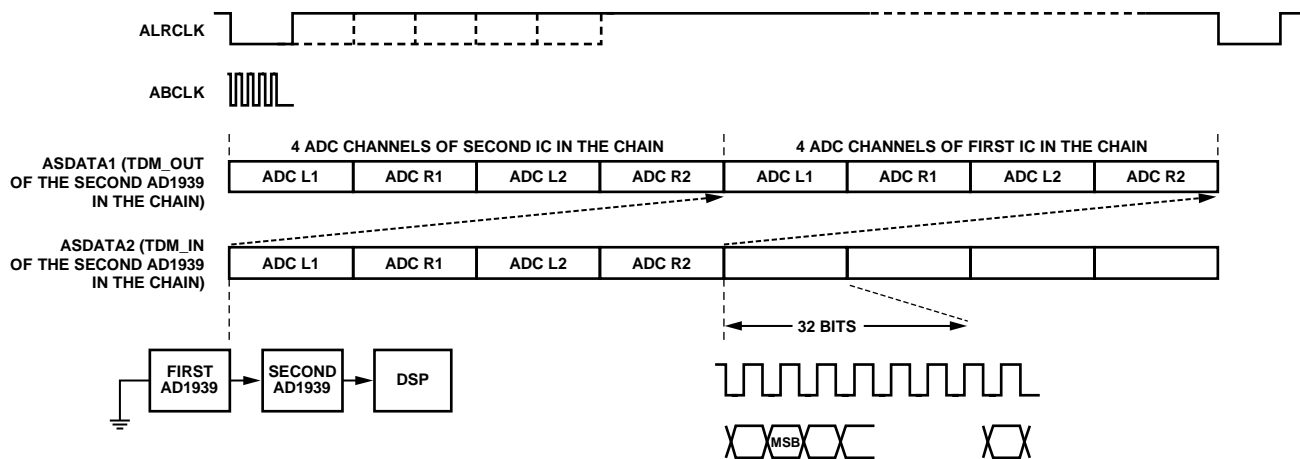 ALRCLK
ABCLK
4 ADC CHANNELS OF SECOND IC IN THE CHAIN
4 ADC CHANNELS OF FIRST IC IN THE CHAIN
ASDATA1 (TDM_OUT
OF THE SECOND AD1939
IN THE CHAIN)
ADC L1
ADC R1
ADC L2
ADC R2
ADC L1
ADC R1
ADC L2
ADC R2
ASDATA2 (TDM_IN
OF THE SECOND AD1939
IN THE CHAIN)
ADC L1
ADC R1
ADC L2
ADC R2
32 BITS
FIRST
AD1939
SECOND
AD1939
DSP
MSB